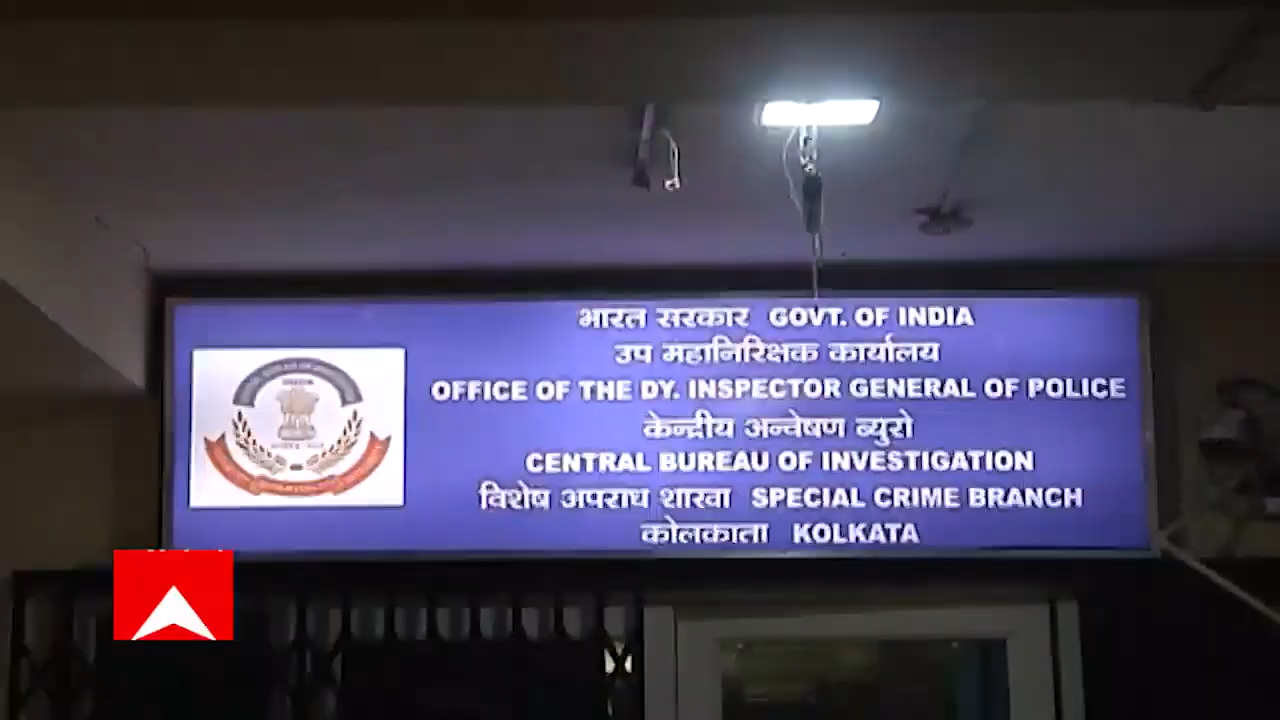 भारत सरकार GOVT. OF INDIA
उप महानिरिक्षक कार्यालय
OFFICE OF THE DY. INSPECTOR GENERAL OF POLICE
केन्द्रीय अन्वेषण ब्युरो
CENTRAL BUREAU OF INVESTIGATION
विशेष अपराध शाखा SPECIAL CRIME BRANCH
कोलकाता KOLKATA